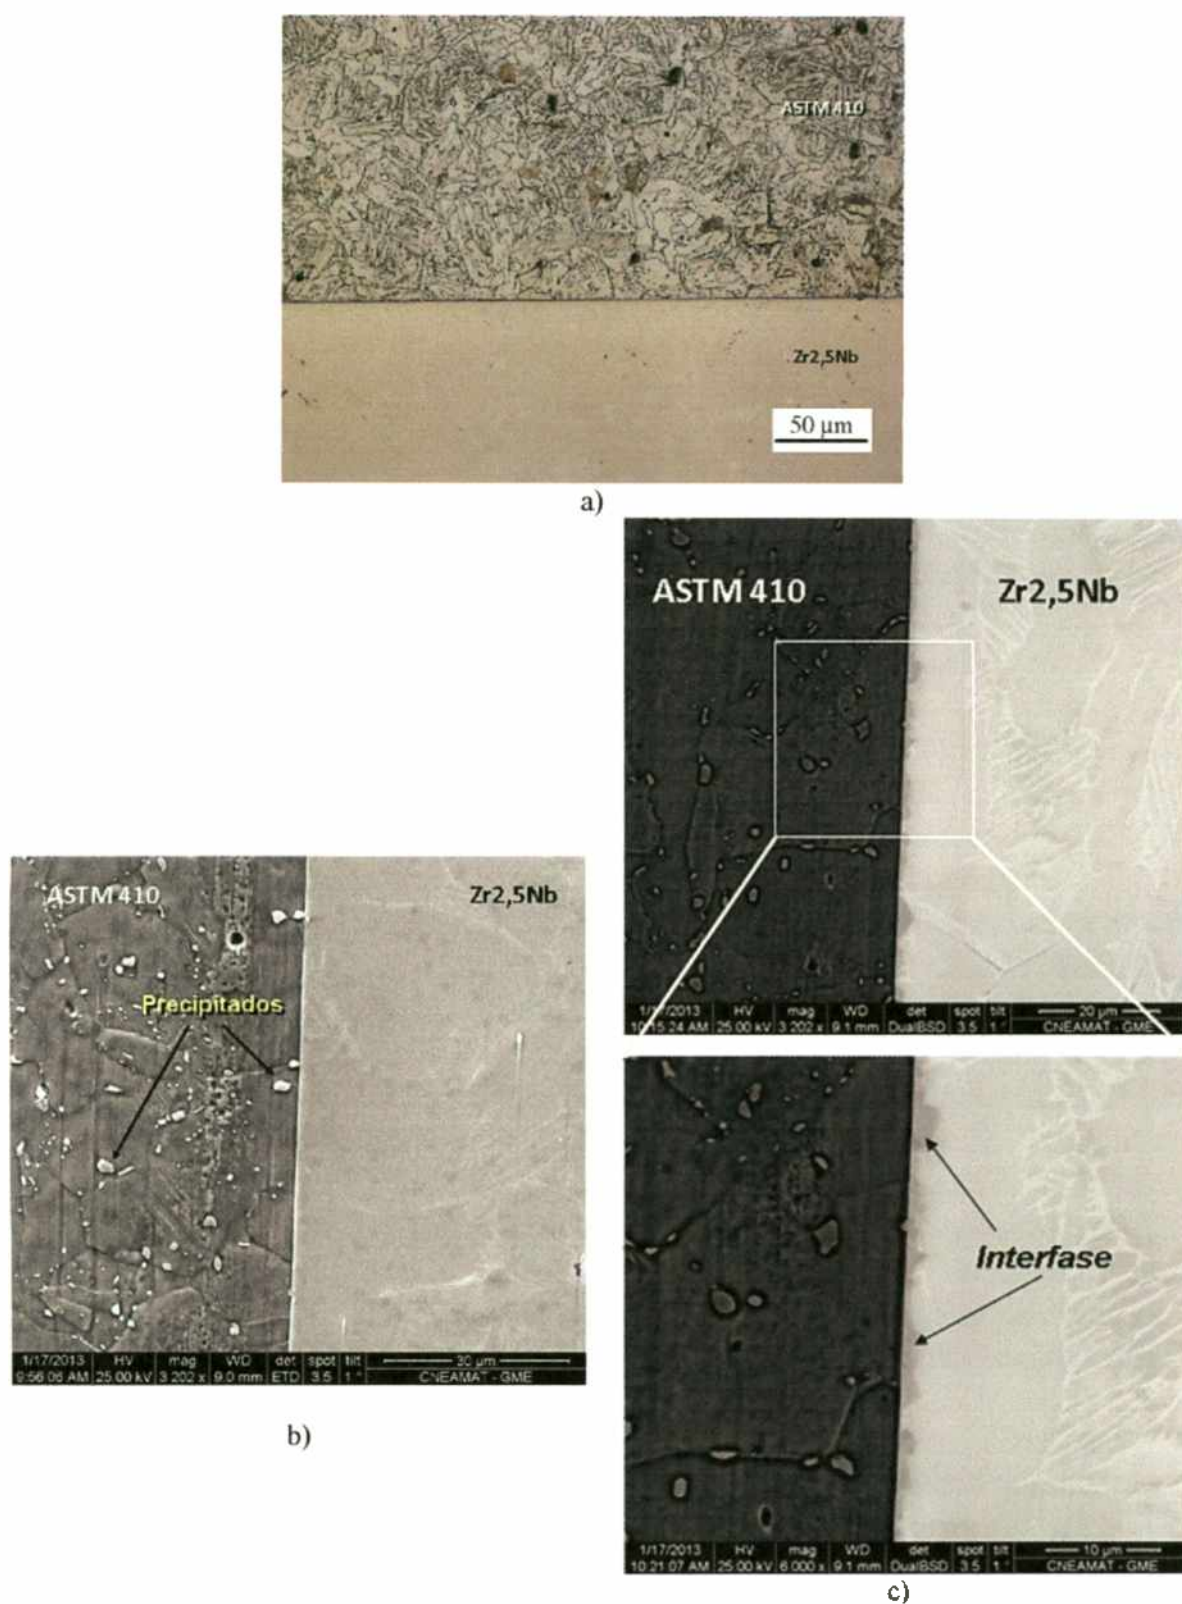 ASTM 410
Zr2,5Nb
50 µm
a)
ASTM 410
Zr2,5Nb
1/17/2013 HV mag WD det spot tilt 20 µm
10:15:24 AM 25.00 kV 3 202 x 9.1 mm DualBSD 3.5 1 ° CNEAMAT - GME
ASTM 410
Zr2,5Nb
Precipitados
1/17/2013 HV mag WD det spot tilt 30 µm
9:56:06 AM 25.00 kV 3 202 x 9.0 mm ETD 3.5 1 ° CNEAMAT - GME
b)
Interfase
1/17/2013 HV mag WD det spot tilt 10 µm
10:21:07 AM 25.00 kV 6 000 x 9.1 mm DualBSD 3.5 1 ° CNEAMAT - GME
c)